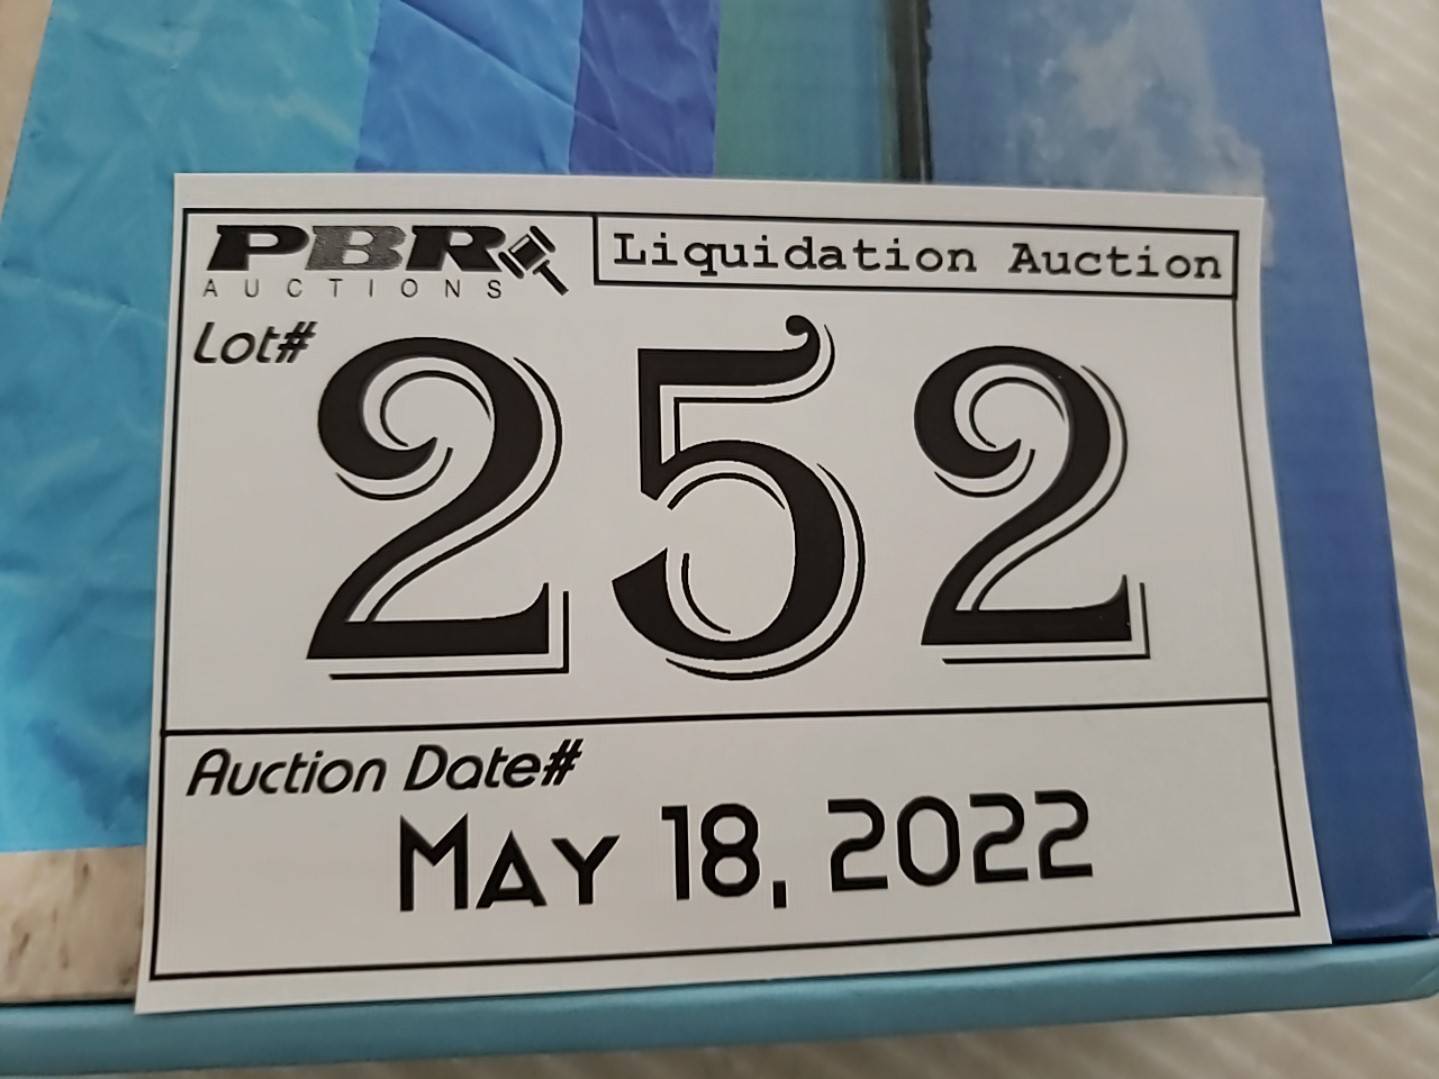 PBR
AUCTIONS
Liquidation Auction
Lot#
252
Auction Date#
May 18, 2022